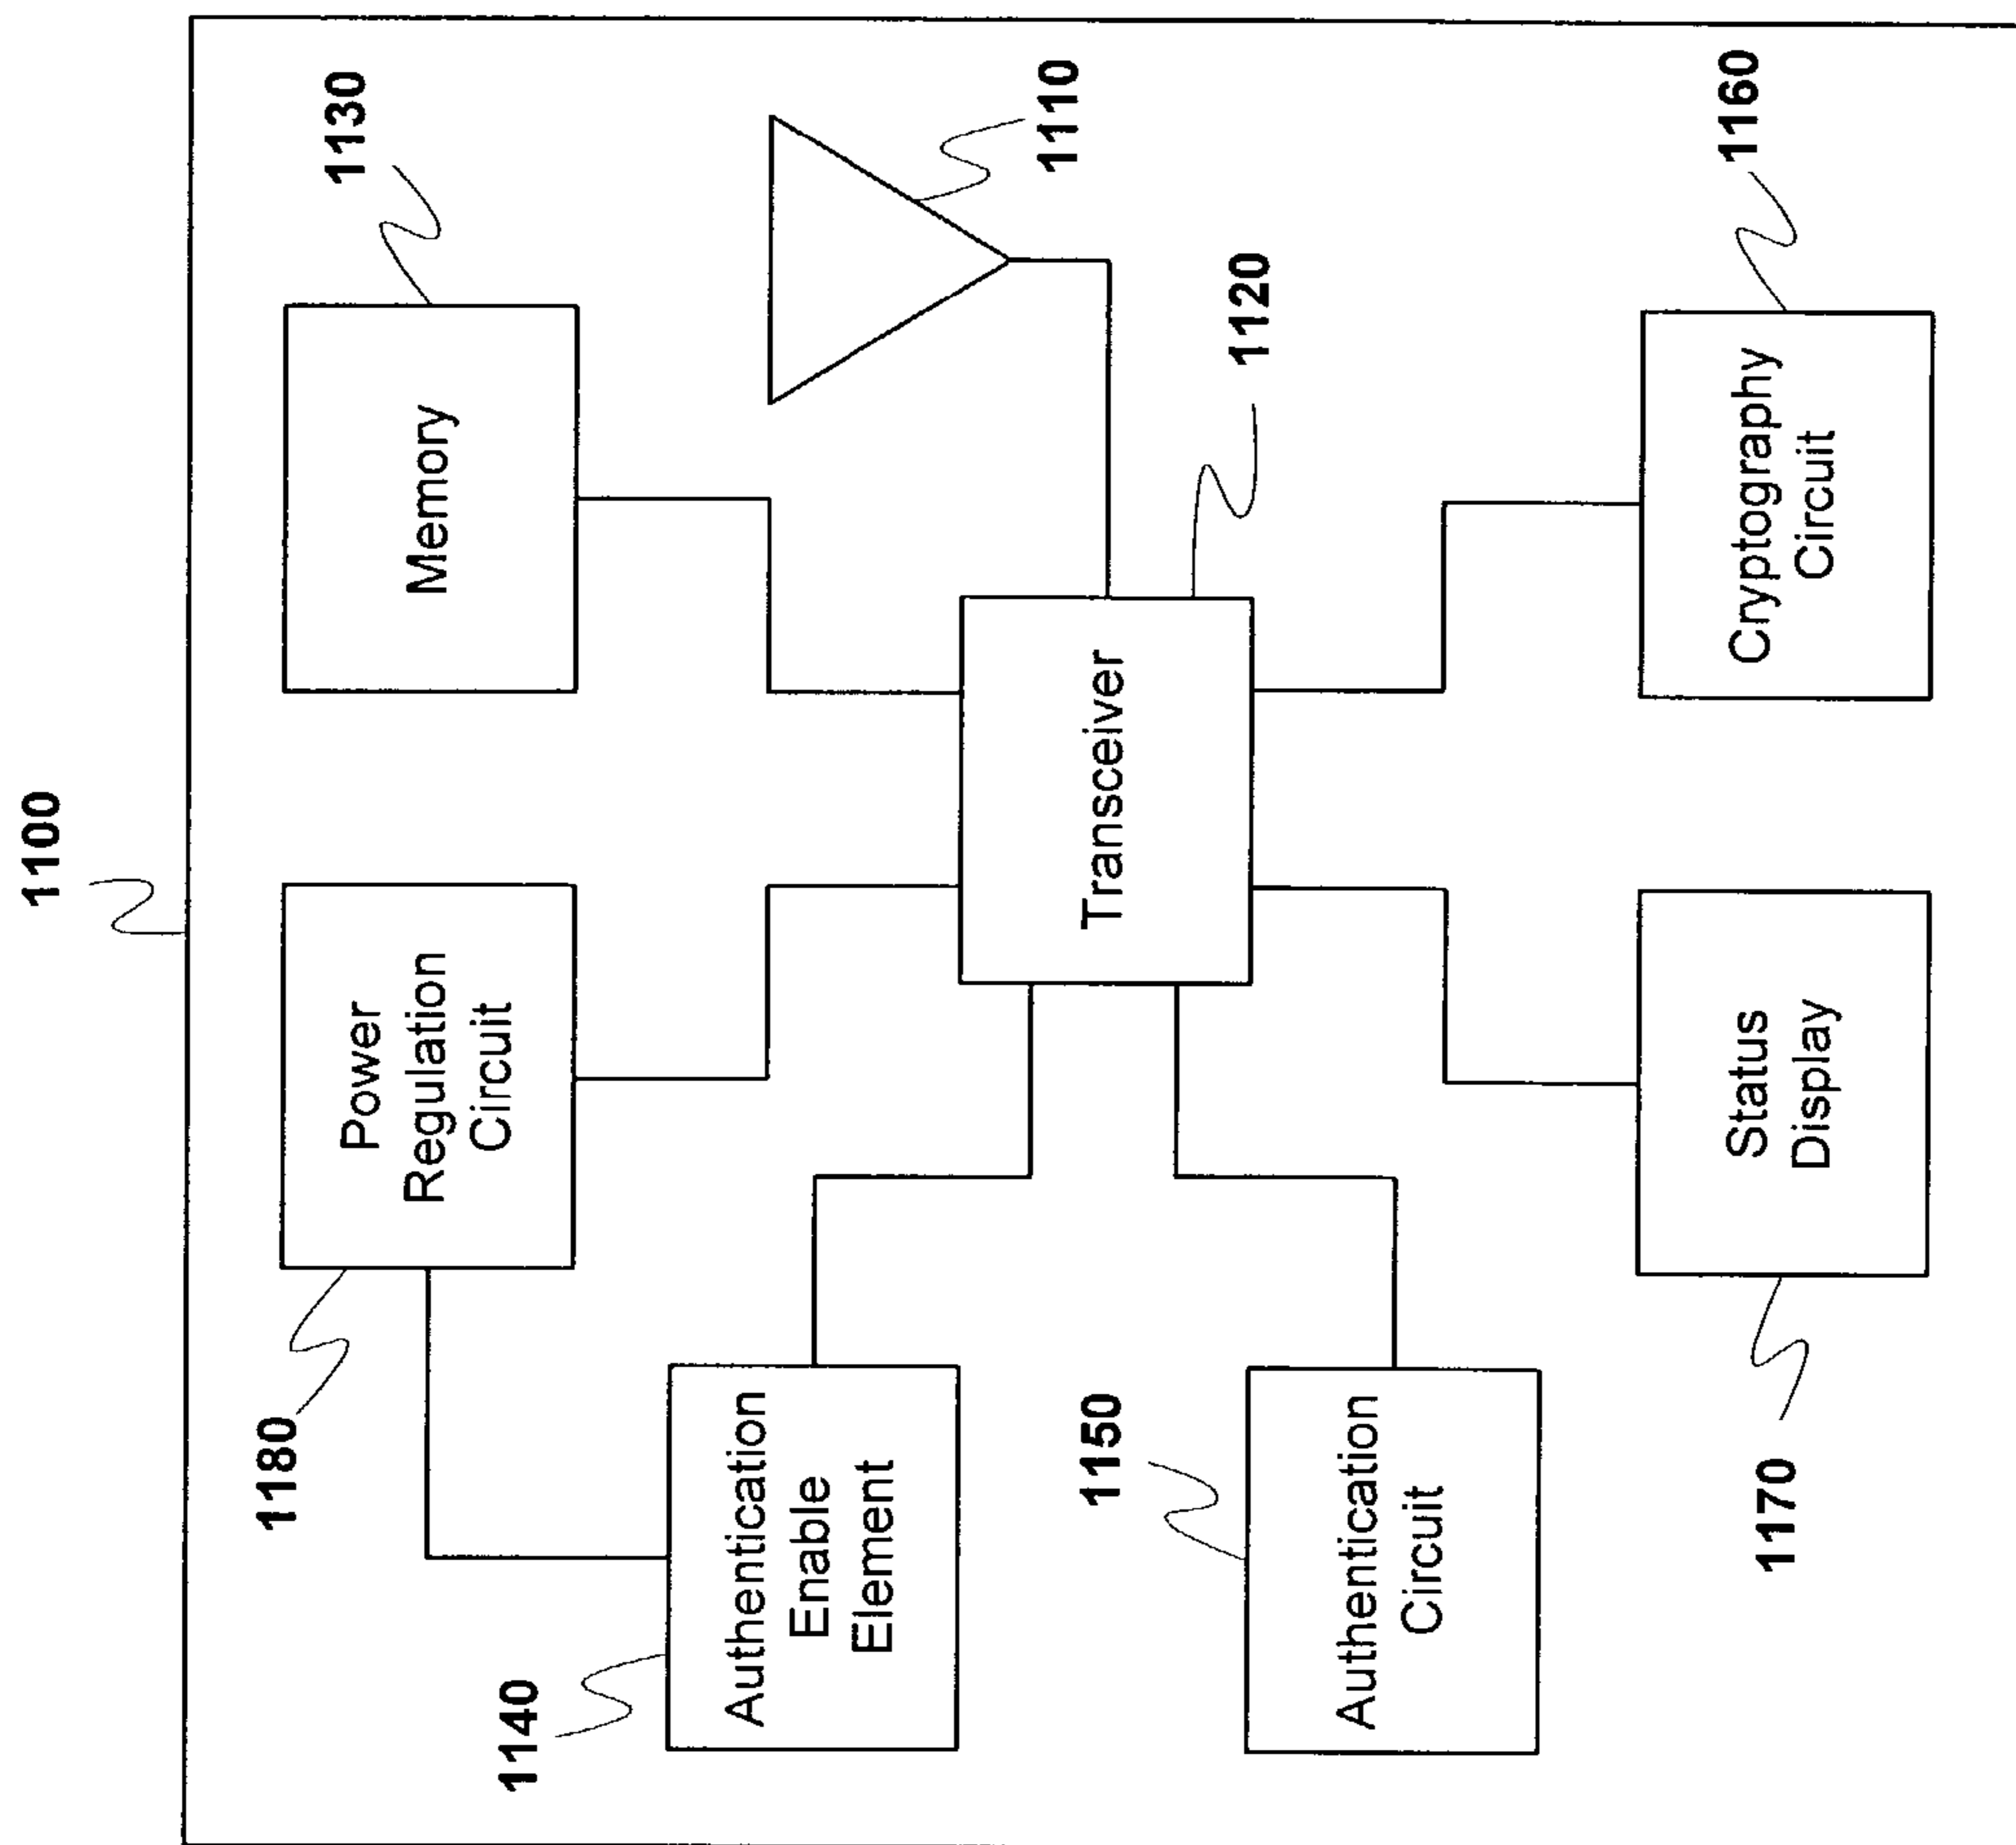 1100
1180
Power
Regulation
Circuit
Memory
1130
1140
Authentication
Enable
Element
1110
Transceiver
1120
1150
Authentication
Circuit
1170
Status
Display
Cryptography
Circuit
1160